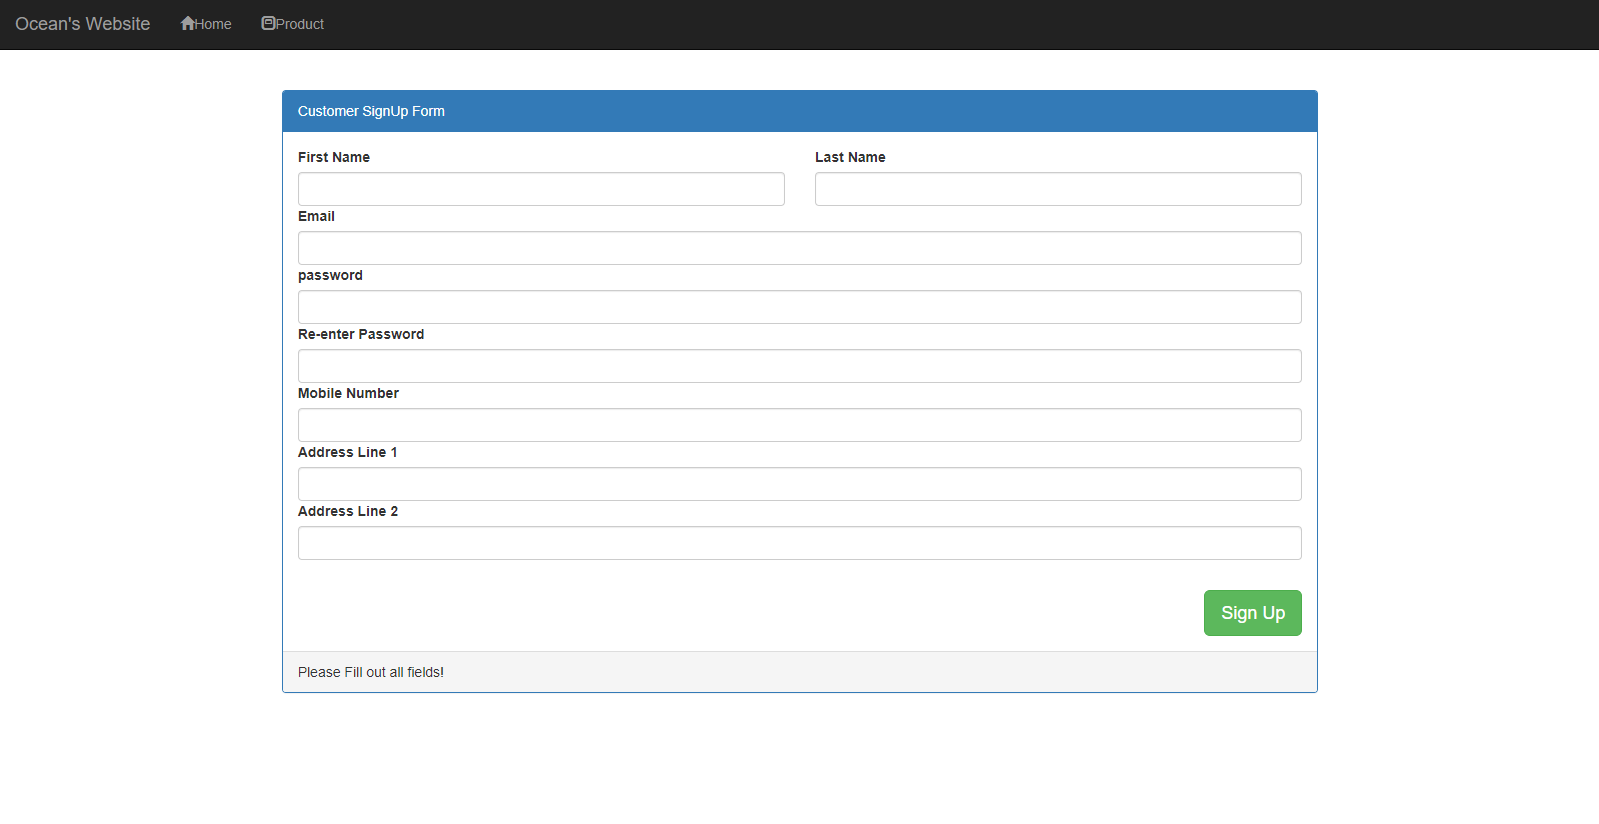 Ocean's Website Home Product
Customer SignUp Form
First Name Last Name
Email
password
Re-enter Password
Mobile Number
Address Line 1
Address Line 2
Sign Up
Please Fill out all fields!